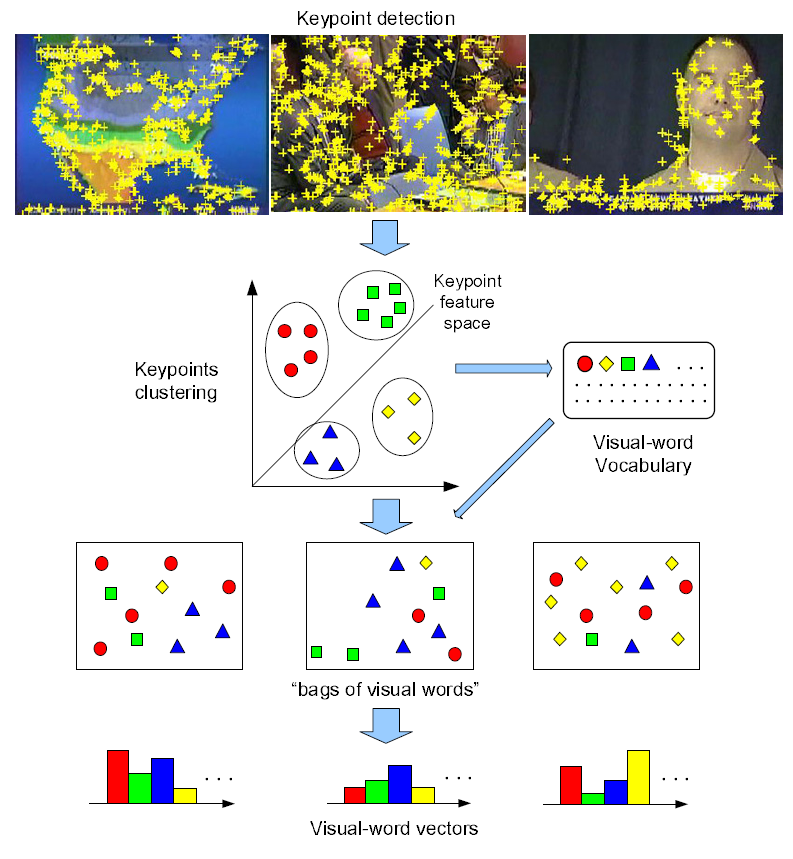 Keypoint detection
Keypoint
feature
space
Keypoints
clustering
. . .
Visual-word
Vocabulary
“bags of visual words”
. . .
. . .
. . .
Visual-word vectors